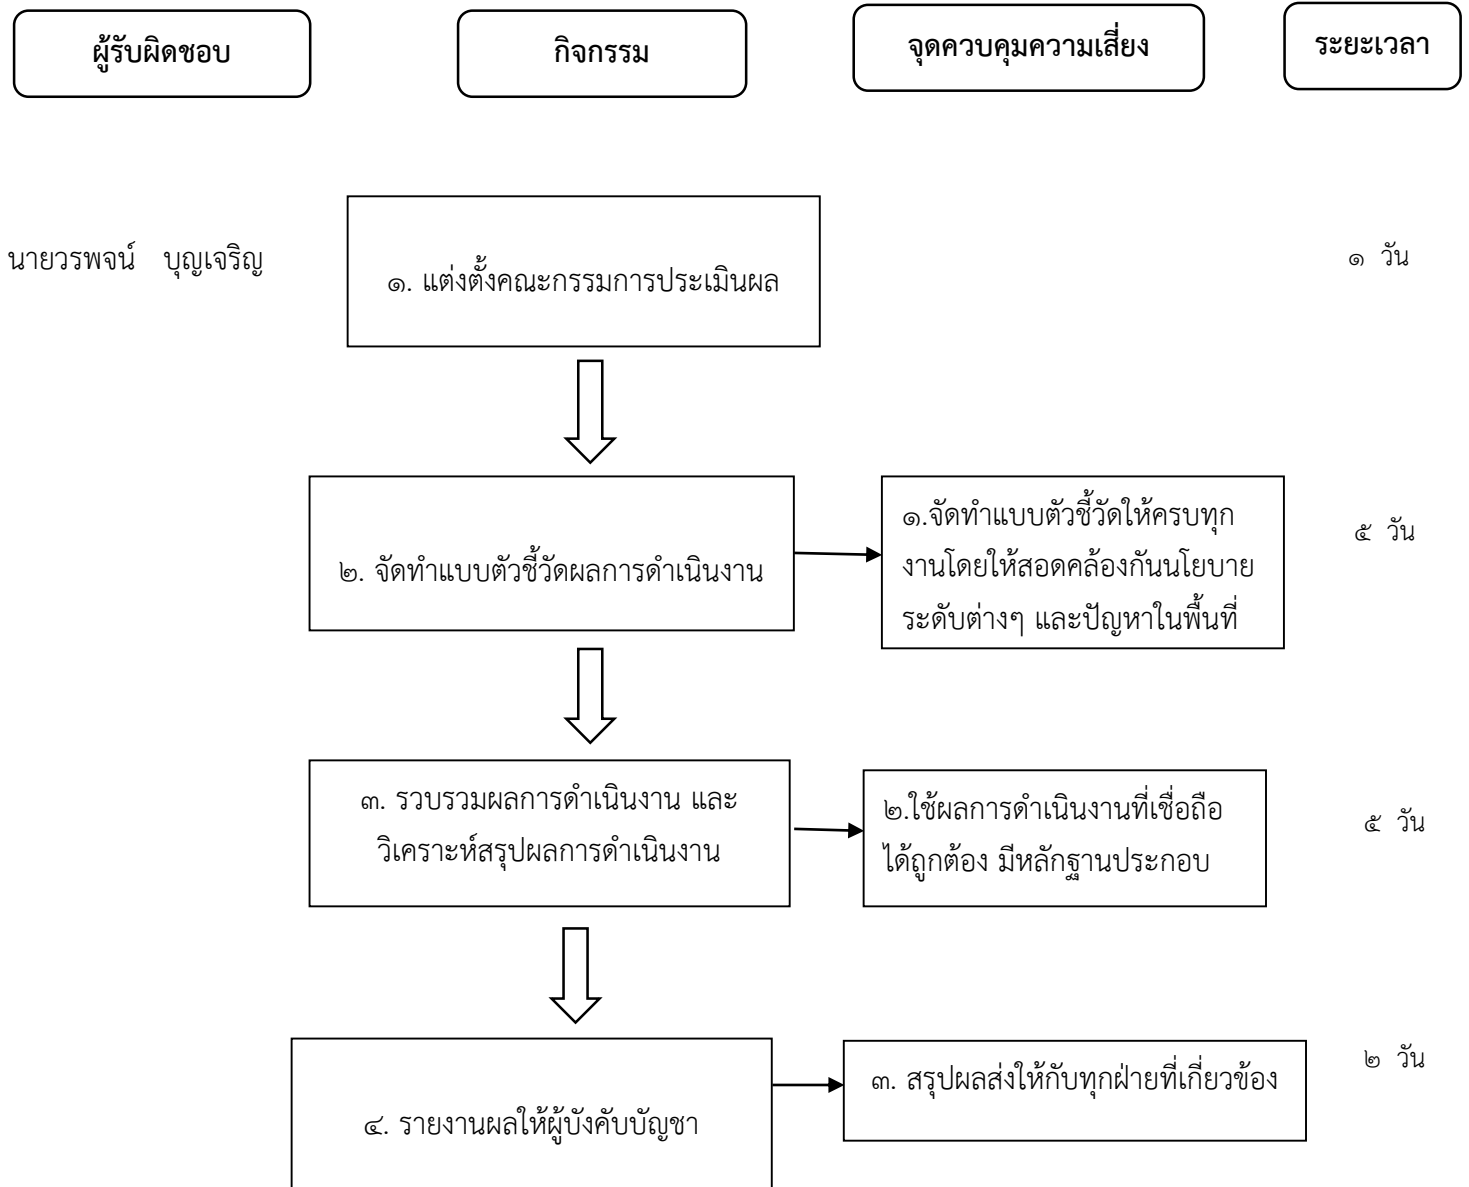 ผู้รับผิดชอบ
กิจกรรม
จุดควบคุมความเสี่ยง
ระยะเวลา
นายวรพจน์ บุญเจริญ
๑. แต่งตั้งคณะกรรมการประเมินผล
๑ วัน
๒. จัดทำแบบตัวชี้วัดผลการดำเนินงาน
๑.จัดทำแบบตัวชี้วัดให้ครบทุก
งานโดยให้สอดคล้องกันนโยบาย
ระดับต่างๆ และปัญหาในพื้นที่
๕ วัน
๓. รวบรวมผลการดำเนินงาน และ
วิเคราะห์สรุปผลการดำเนินงาน
๒.ใช้ผลการดำเนินงานที่เชื่อถือ
ได้ถูกต้อง มีหลักฐานประกอบ
๕ วัน
๔. รายงานผลให้ผู้บังคับบัญชา
๓. สรุปผลส่งให้กับทุกฝ่ายที่เกี่ยวข้อง
๒ วัน